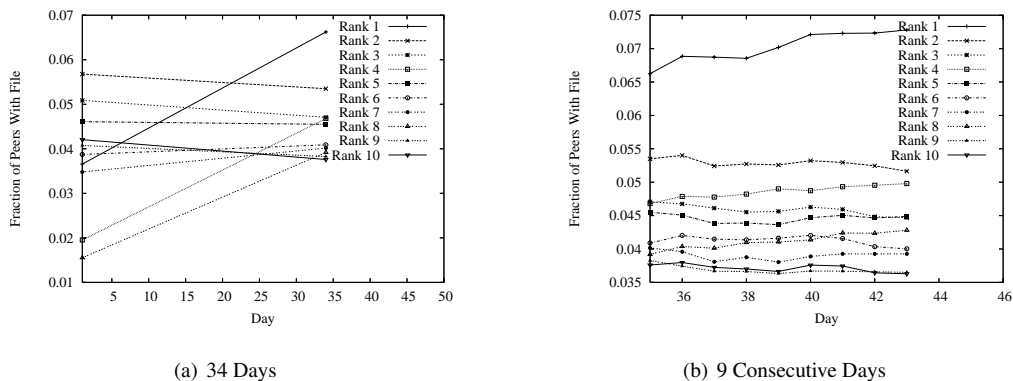 0.07
0.06
0.05
0.04
0.03
0.02
0.01
5 10 15 20 25 30 35 40 45 50
Fraction of Peers With File
Day
Rank 1
Rank 2
Rank 3
Rank 4
Rank 5
Rank 6
Rank 7
Rank 8
Rank 9
Rank 10
(a) 34 Days
0.075
0.07
0.065
0.06
0.055
0.05
0.045
0.04
0.035
36 38 40 42 44 46
Fraction of Peers With File
Day
Rank 1
Rank 2
Rank 3
Rank 4
Rank 5
Rank 6
Rank 7
Rank 8
Rank 9
Rank 10
(b) 9 Consecutive Days